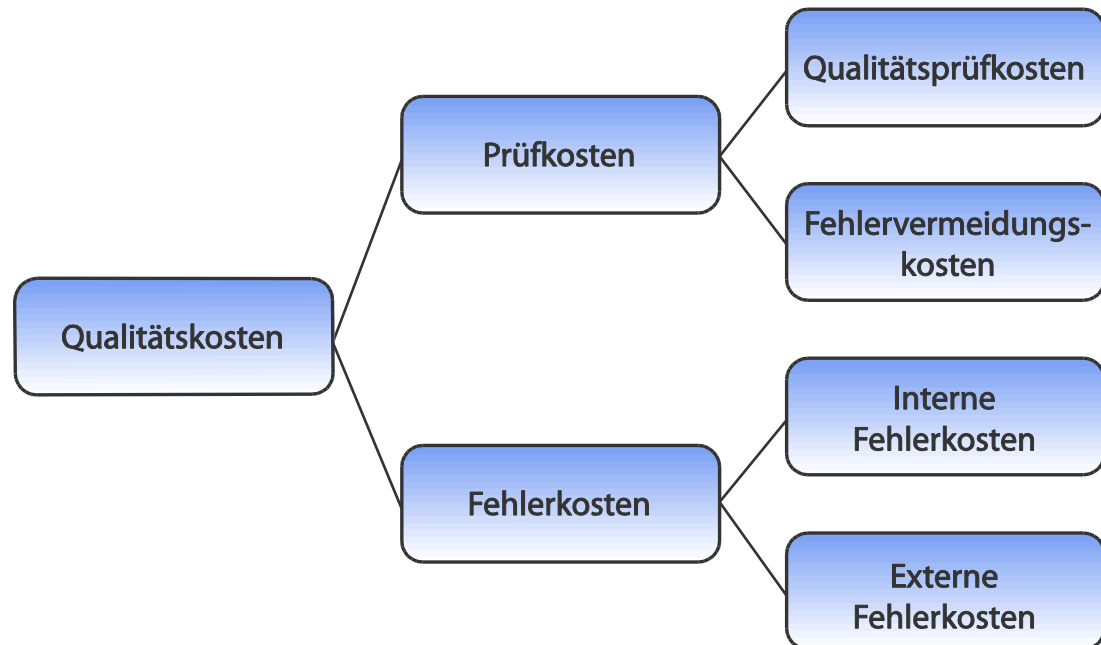 Qualitätskosten
Prüfkosten
Qualitätsprüfkosten
Fehlervermeidungs-
kosten
Fehlerkosten
Interne
Fehlerkosten
Externe
Fehlerkosten